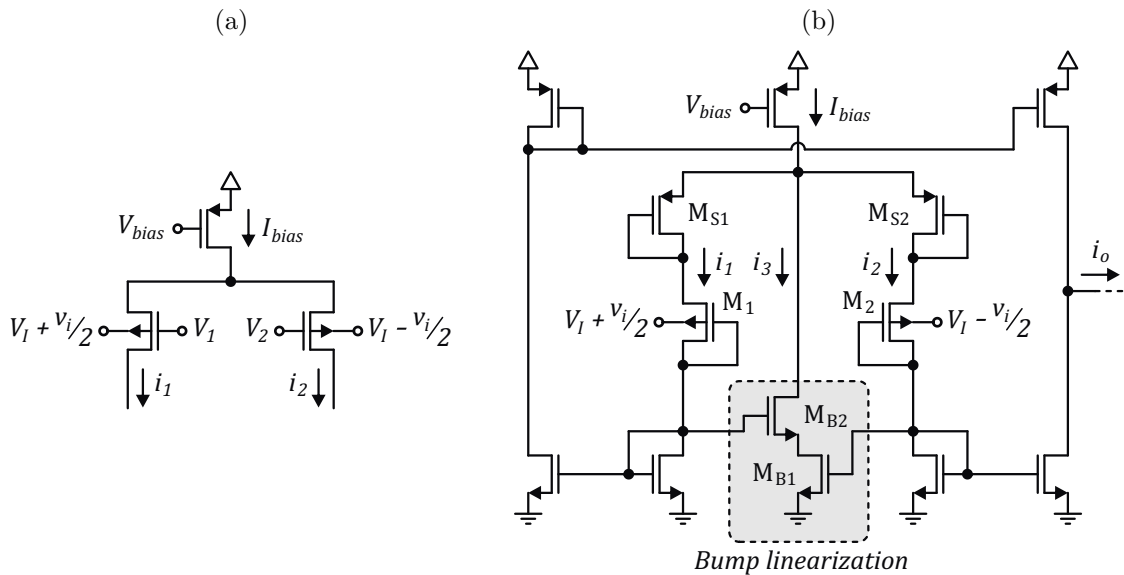 (a)
(b)
V_bias
I_bias
V_I + v_i/2
V_1
V_2
V_I − v_i/2
i_1
i_2
V_bias
I_bias
M_S1
M_S2
i_1
i_3
i_2
i_o
V_I + v_i/2
M_1
M_2
V_I − v_i/2
M_B2
M_B1
Bump linearization